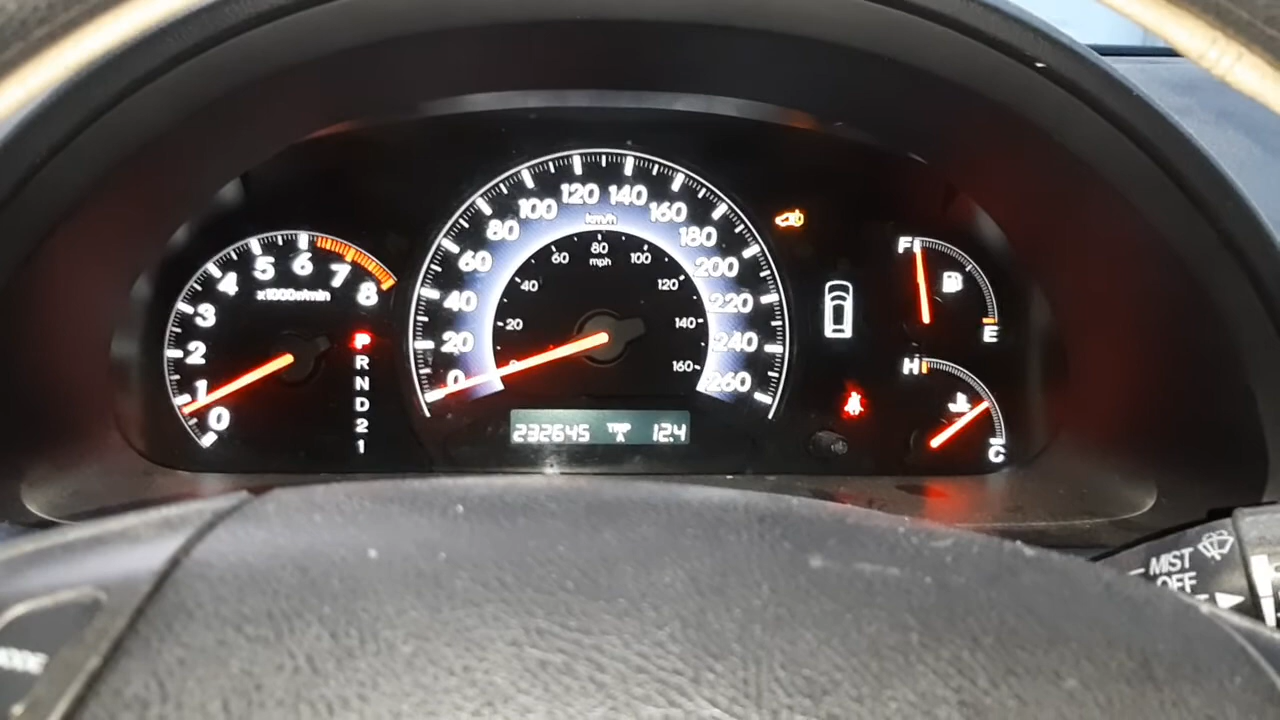 0 1 2 3 4 5 6 7 8
x1000r/min
P
R
N
D
2
1
0 20 40 60 80 100 120 140 160 180 200 220 240 260
km/h
0 20 40 60 80 100 120 140 160
mph
232645 TRIP A 12.4
F
E
H
C
MIST
OFF
MODE